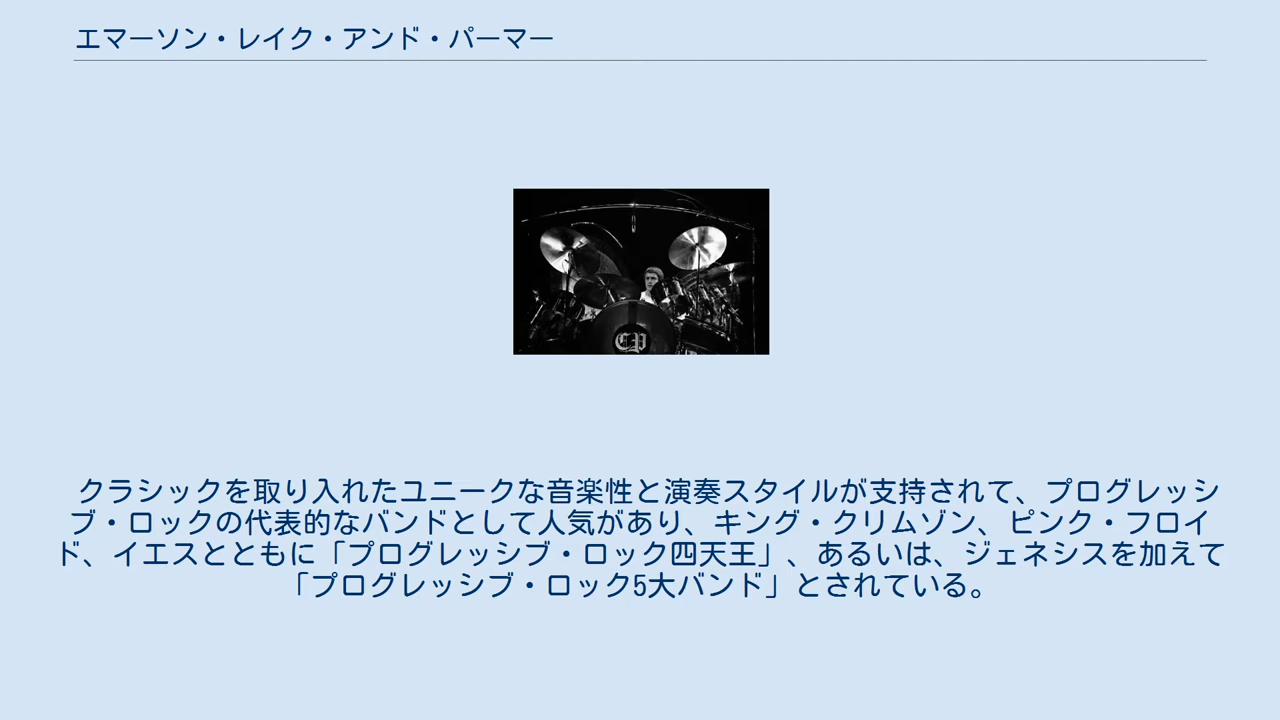 エマーソン・レイク・アンド・パーマー
CP
クラシックを取り入れたユニークな音楽性と演奏スタイルが支持されて、プログレッシ
ブ・ロックの代表的なバンドとして人気があり、キング・クリムゾン、ピンク・フロイ
ド、イエスとともに「プログレッシブ・ロック四天王」、あるいは、ジェネシスを加えて
「プログレッシブ・ロック5大バンド」とされている。